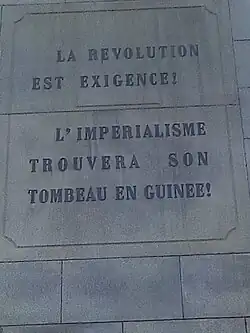 LA REVOLUTION
EST EXIGENCE!
L'IMPERIALISME
TROUVERA SON
TOMBEAU EN GUINEE!